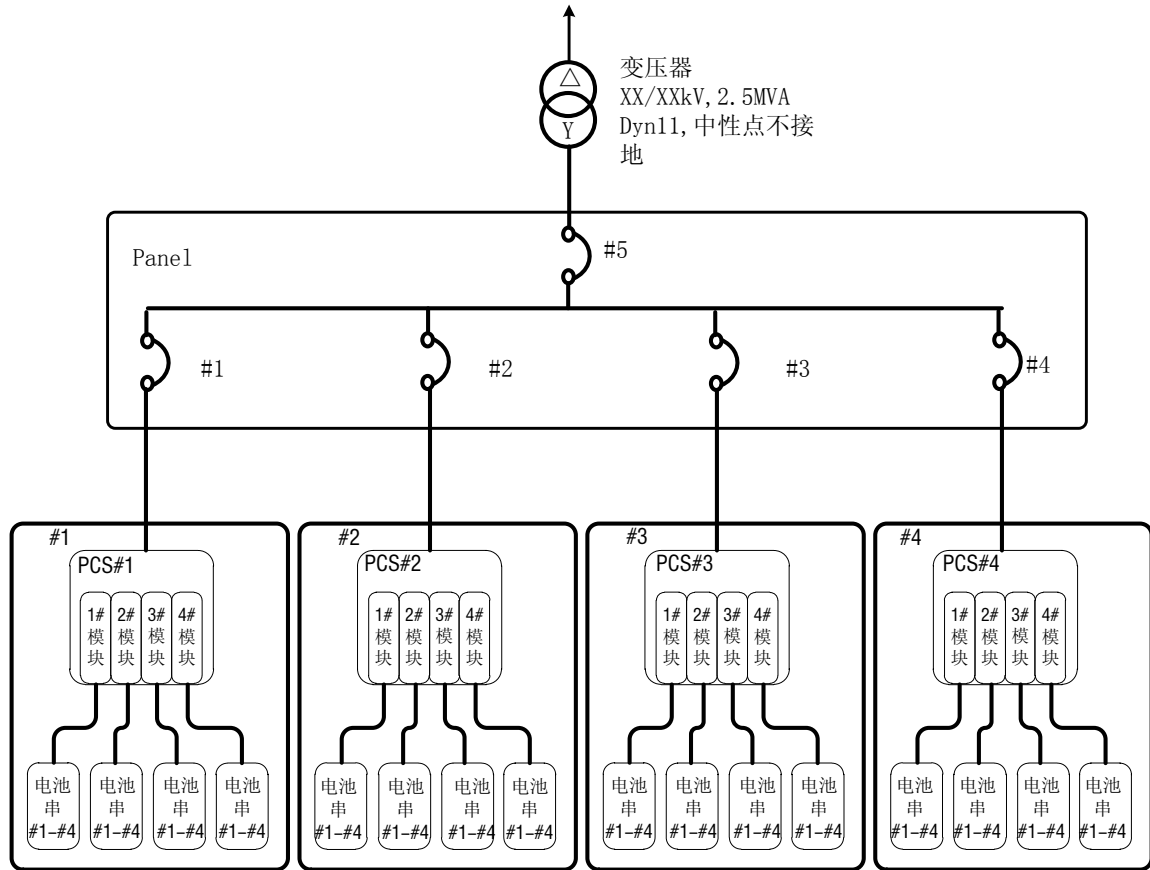 △
Y
变压器
XX/XXkV,2.5MVA
Dyn11,中性点不接
地
Panel
#5
#1
#2
#3
#4
#1
PCS#1
1#
模
块
2#
模
块
3#
模
块
4#
模
块
电池
串
#1-#4
电池
串
#1-#4
电池
串
#1-#4
电池
串
#1-#4
#2
PCS#2
1#
模
块
2#
模
块
3#
模
块
4#
模
块
电池
串
#1-#4
电池
串
#1-#4
电池
串
#1-#4
电池
串
#1-#4
#3
PCS#3
1#
模
块
2#
模
块
3#
模
块
4#
模
块
电池
串
#1-#4
电池
串
#1-#4
电池
串
#1-#4
电池
串
#1-#4
#4
PCS#4
1#
模
块
2#
模
块
3#
模
块
4#
模
块
电池
串
#1-#4
电池
串
#1-#4
电池
串
#1-#4
电池
串
#1-#4